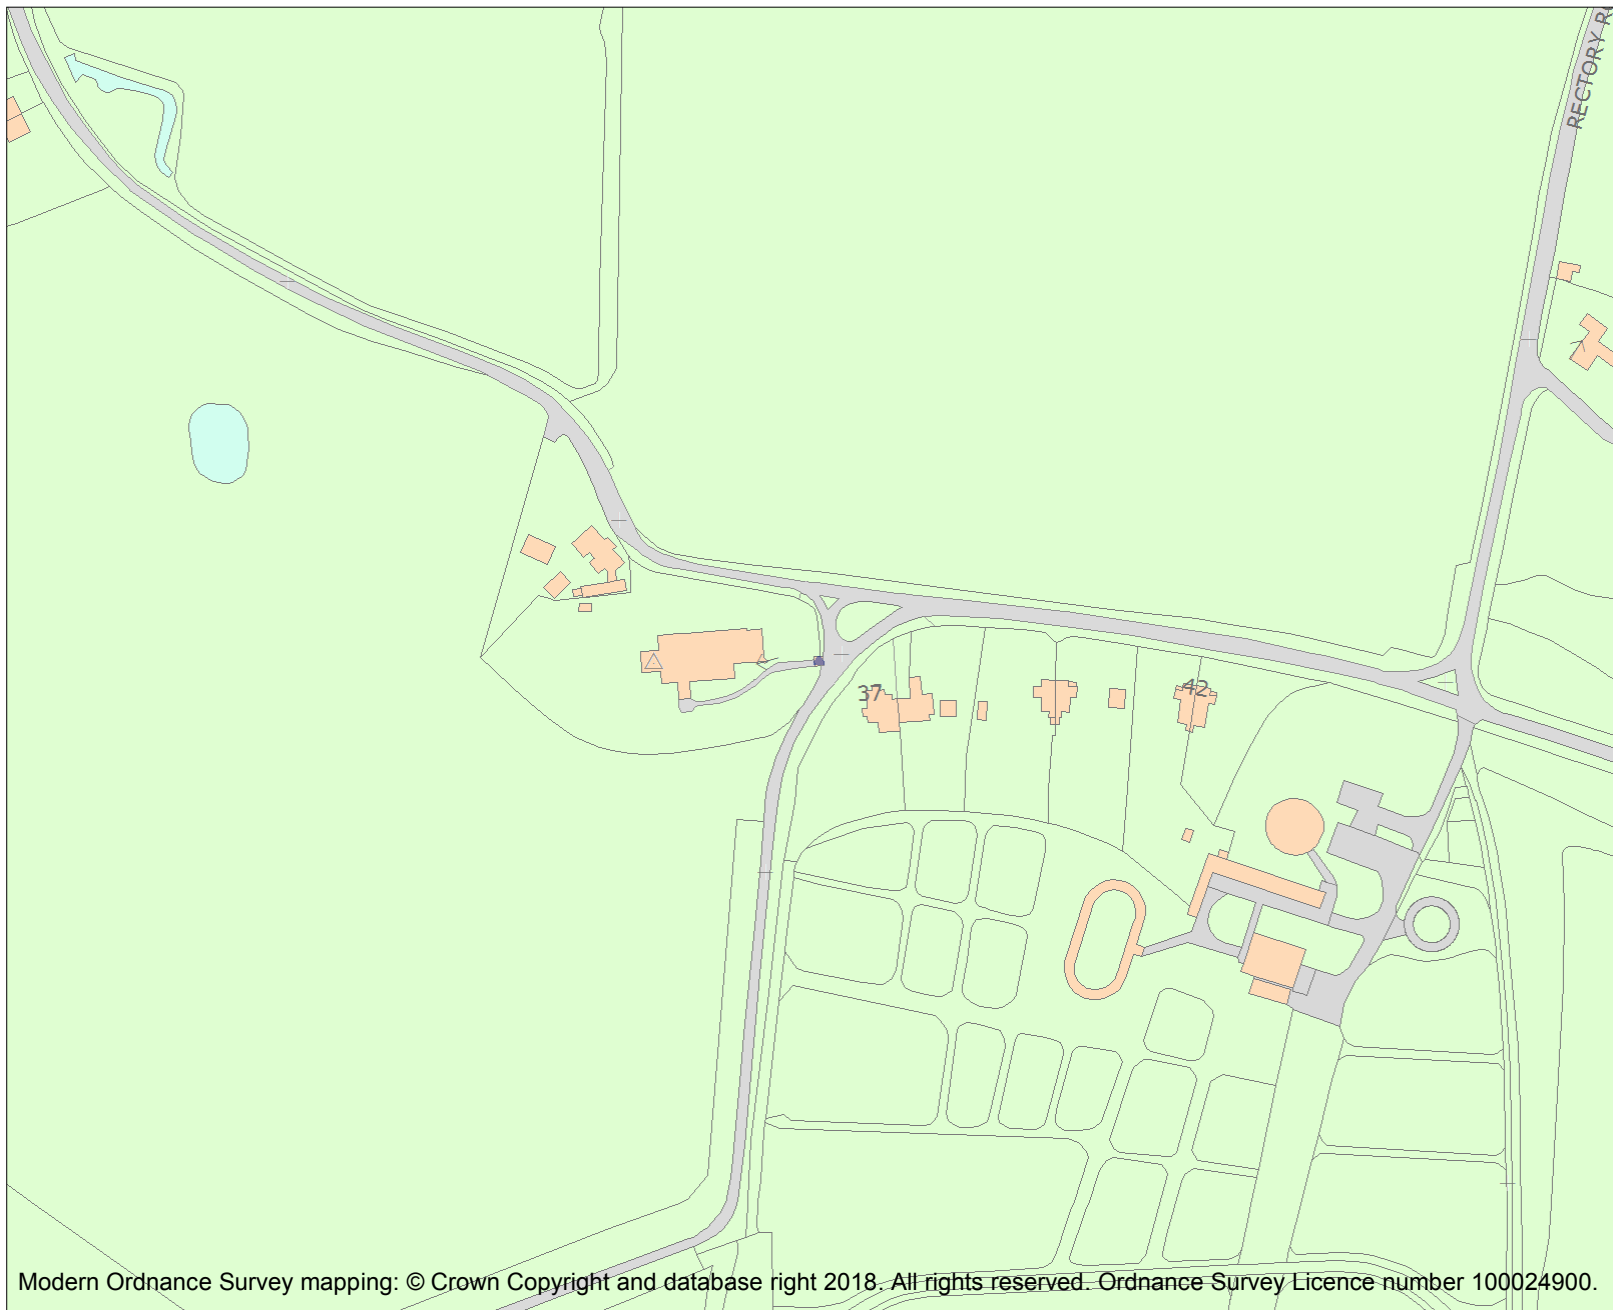 RECTORY
37
42
Modern Ordnance Survey mapping: © Crown Copyright and database right 2018. All rights reserved. Ordnance Survey Licence number 100024900.